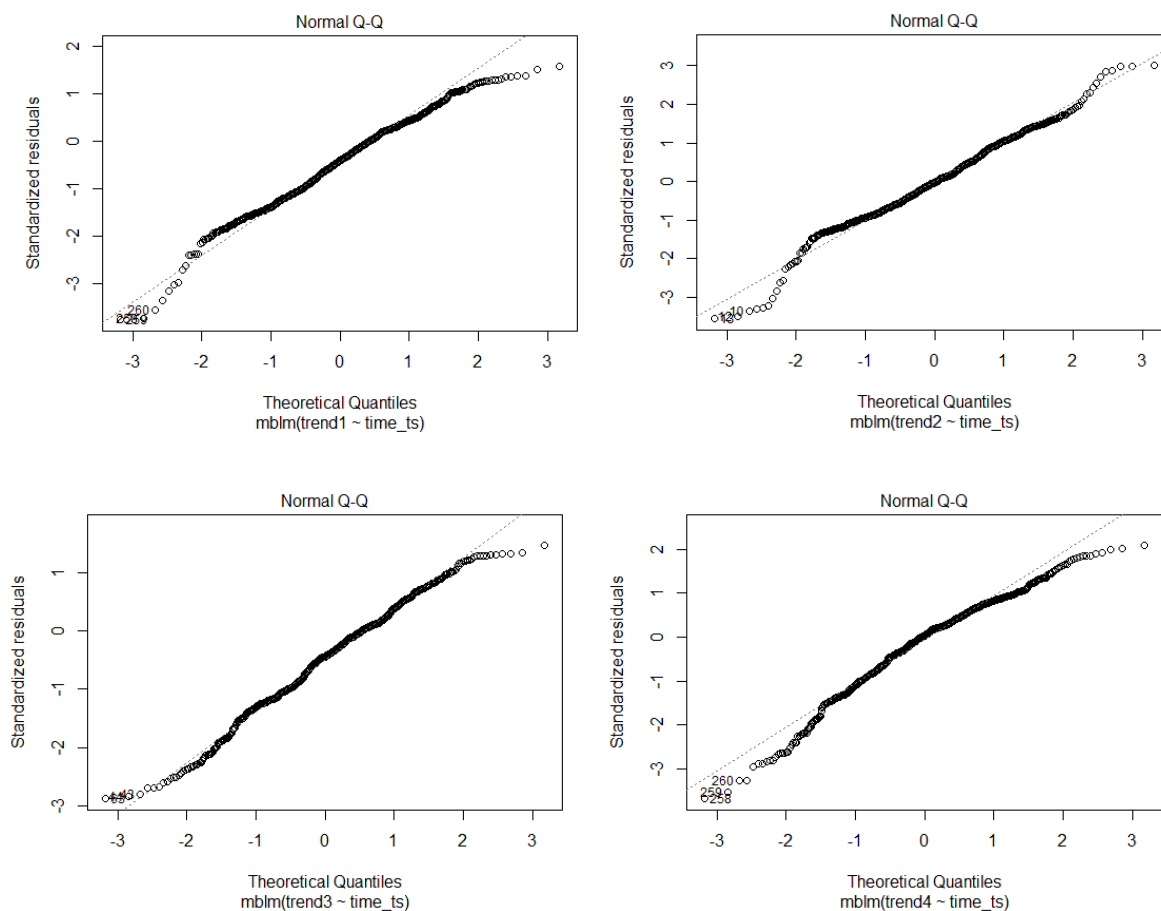 Normal Q-Q
Standardized residuals
2
1
0
-1
-2
-3
260
259
-3 -2 -1 0 1 2 3
Theoretical Quantiles
mblm(trend1 ~ time_ts)
Normal Q-Q
Standardized residuals
3
2
1
0
-1
-2
-3
10
-3 -2 -1 0 1 2 3
Theoretical Quantiles
mblm(trend2 ~ time_ts)
Normal Q-Q
Standardized residuals
1
0
-1
-2
-3
43
-3 -2 -1 0 1 2 3
Theoretical Quantiles
mblm(trend3 ~ time_ts)
Normal Q-Q
Standardized residuals
2
1
0
-1
-2
-3
260
259
258
-3 -2 -1 0 1 2 3
Theoretical Quantiles
mblm(trend4 ~ time_ts)